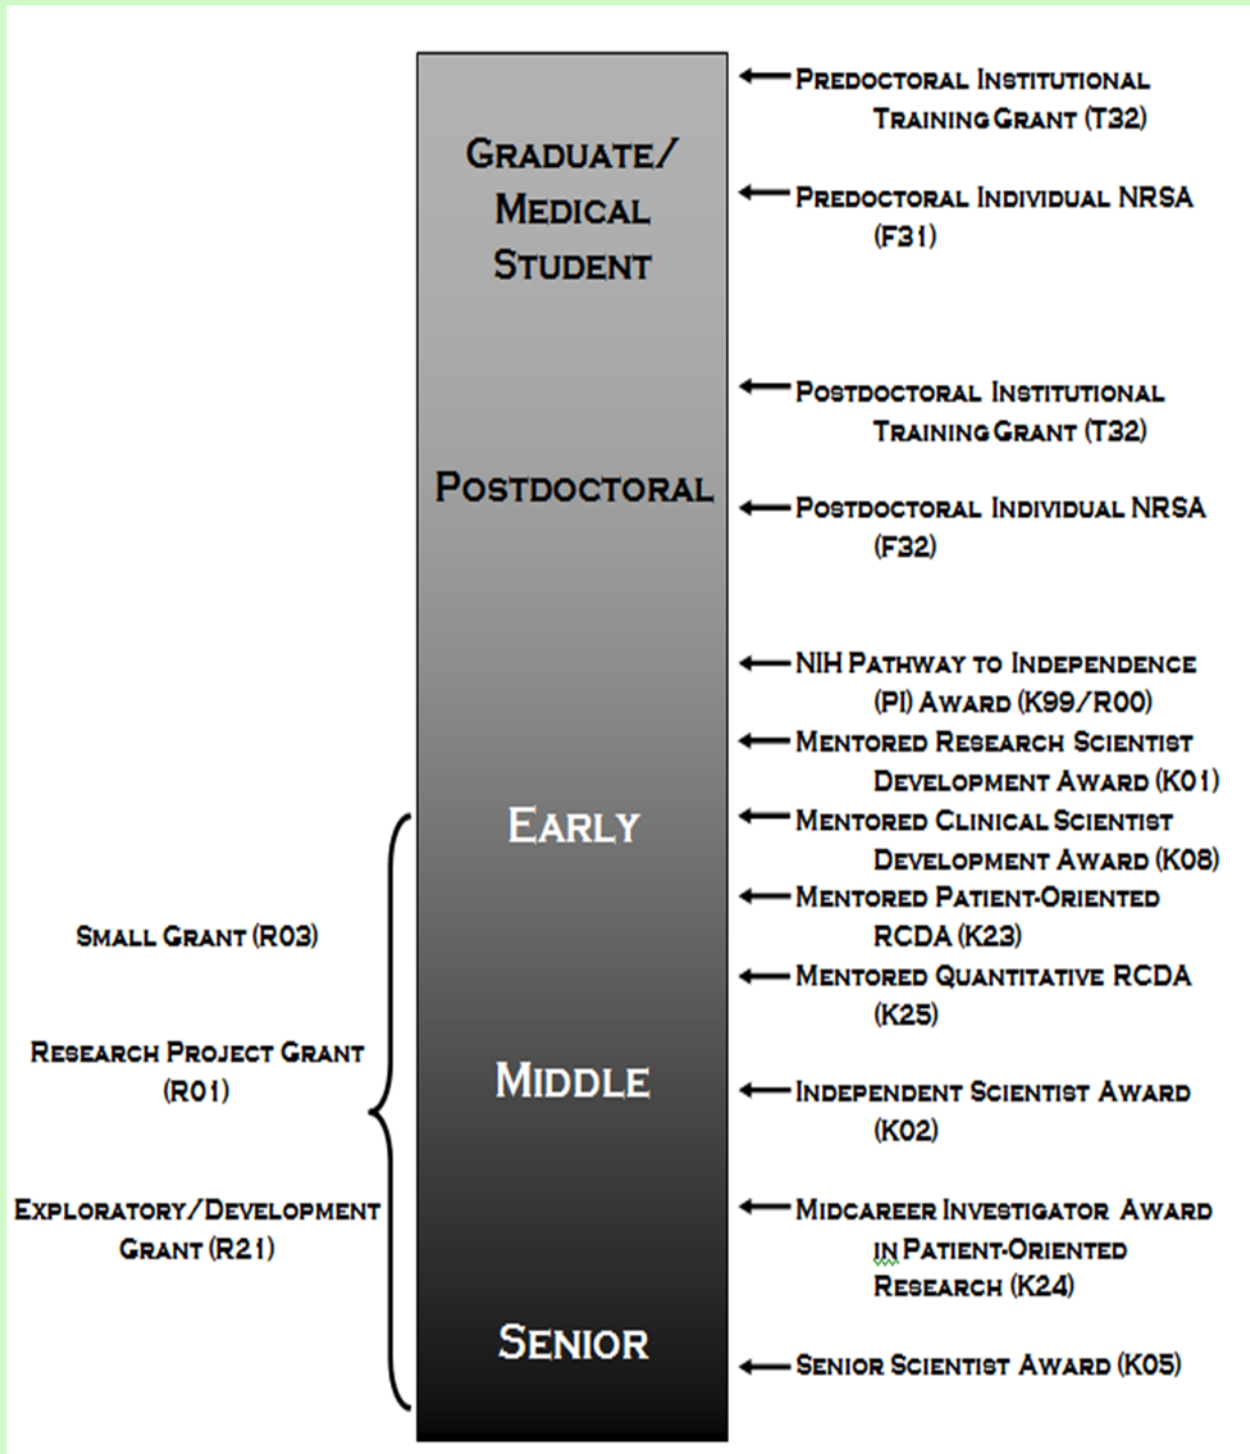 Graduate/
Medical
Student
Postdoctoral
Early
Middle
Senior
Predoctoral Institutional
Training Grant (T32)
Predoctoral Individual NRSA
(F31)
Postdoctoral Institutional
Training Grant (T32)
Postdoctoral Individual NRSA
(F32)
NIH Pathway to Independence
(PI) Award (K99/R00)
Mentored Research Scientist
Development Award (K01)
Mentored Clinical Scientist
Development Award (K08)
Mentored Patient-Oriented
RCDA (K23)
Mentored Quantitative RCDA
(K25)
Independent Scientist Award
(K02)
Midcareer Investigator Award
in Patient-Oriented
Research (K24)
Senior Scientist Award (K05)
Small Grant (R03)
Research Project Grant
(R01)
Exploratory/Development
Grant (R21)